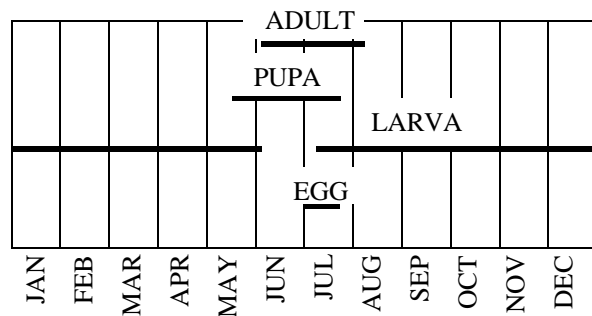 ADULT
PUPA
LARVA
EGG
JAN
FEB
MAR
APR
MAY
JUN
JUL
AUG
SEP
OCT
NOV
DEC